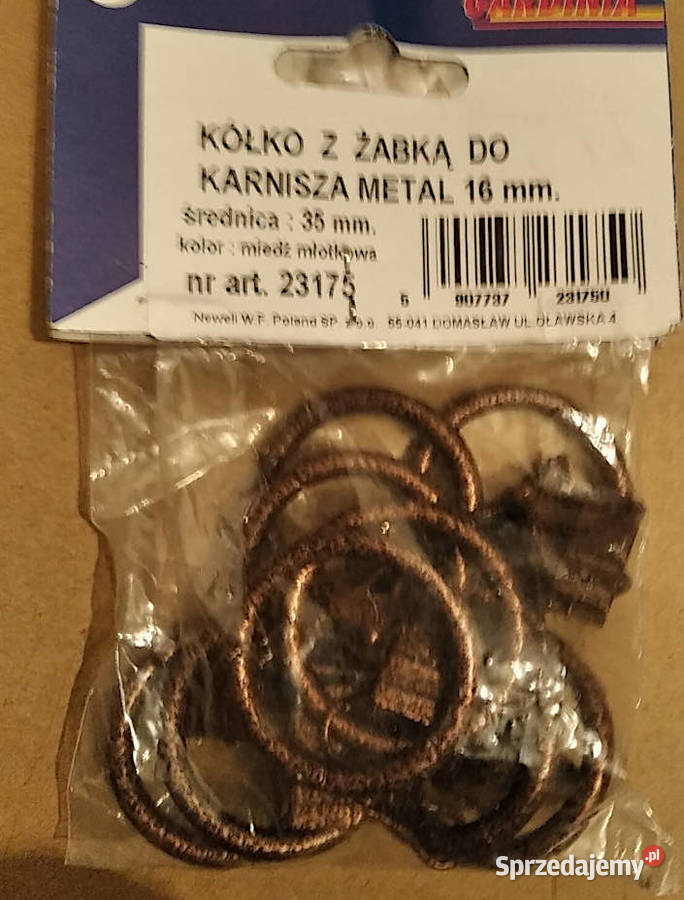 GARDINIA
KÓŁKO Z ŻABKĄ DO
KARNISZA METAL 16 mm.
średnica : 35 mm.
kolor : miedź młotkowa
nr art. 23175
5 907737 231750
Newell W.F. Poland SP. z o.o. 55-041 DOMASŁAW UL.OŁAWSKA 4
Sprzedajemy.pl